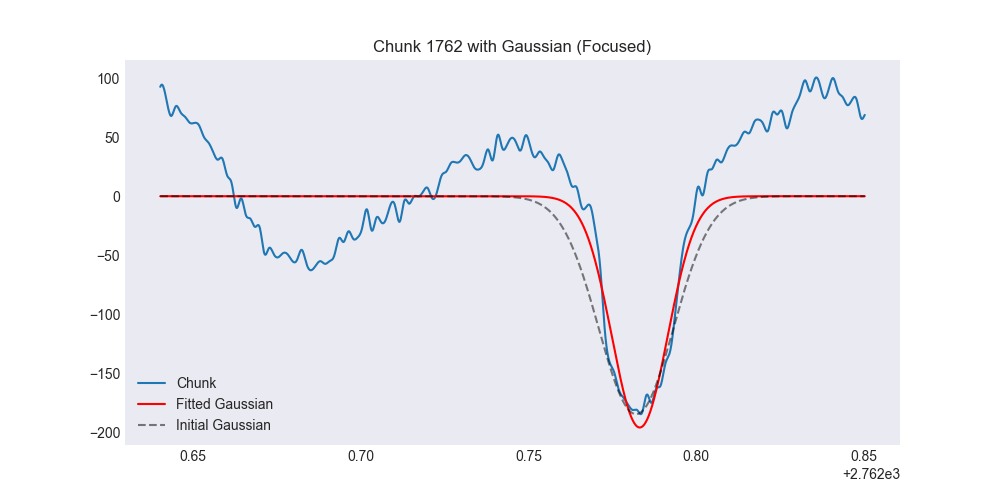 Chunk 1762 with Gaussian (Focused)
100
50
0
−50
−100
−150
−200
Chunk
Fitted Gaussian
Initial Gaussian
0.65 0.70 0.75 0.80 0.85
+2.762e3